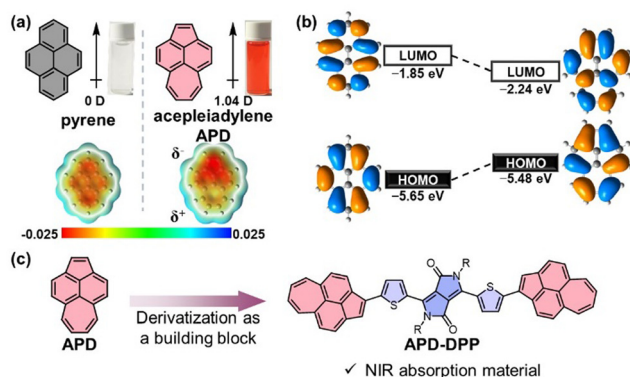 (a)
0 D
pyrene
1.04 D
acepleiadylene
APD
δ-
δ+
-0.025
0.025
(b)
LUMO
−1.85 eV
LUMO
−2.24 eV
HOMO
−5.65 eV
HOMO
−5.48 eV
(c)
APD
Derivatization as
a building block
S
O
N
R
R
N
O
S
APD-DPP
✓ NIR absorption material